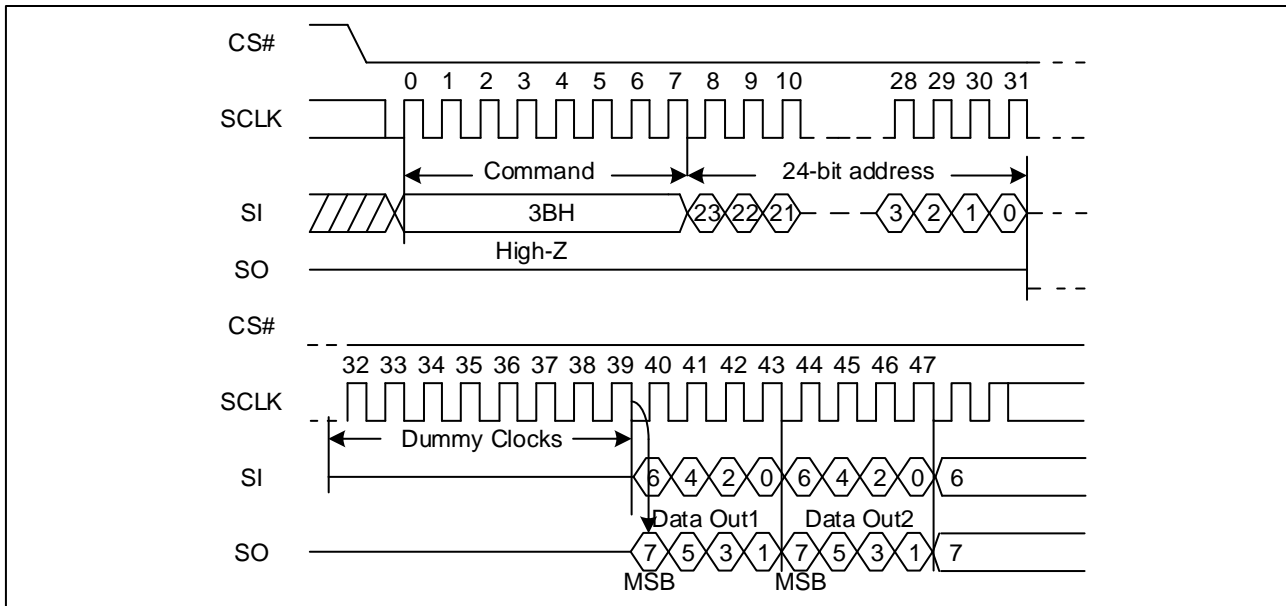 CS#
0 1 2 3 4 5 6 7 8 9 10 28 29 30 31
SCLK
Command 24-bit address
SI 3BH 23 22 21 3 2 1 0
High-Z
SO
CS#
32 33 34 35 36 37 38 39 40 41 42 43 44 45 46 47
SCLK
Dummy Clocks
SI 6 4 2 0 6 4 2 0 6
Data Out1 Data Out2
SO 7 5 3 1 7 5 3 1 7
MSB MSB